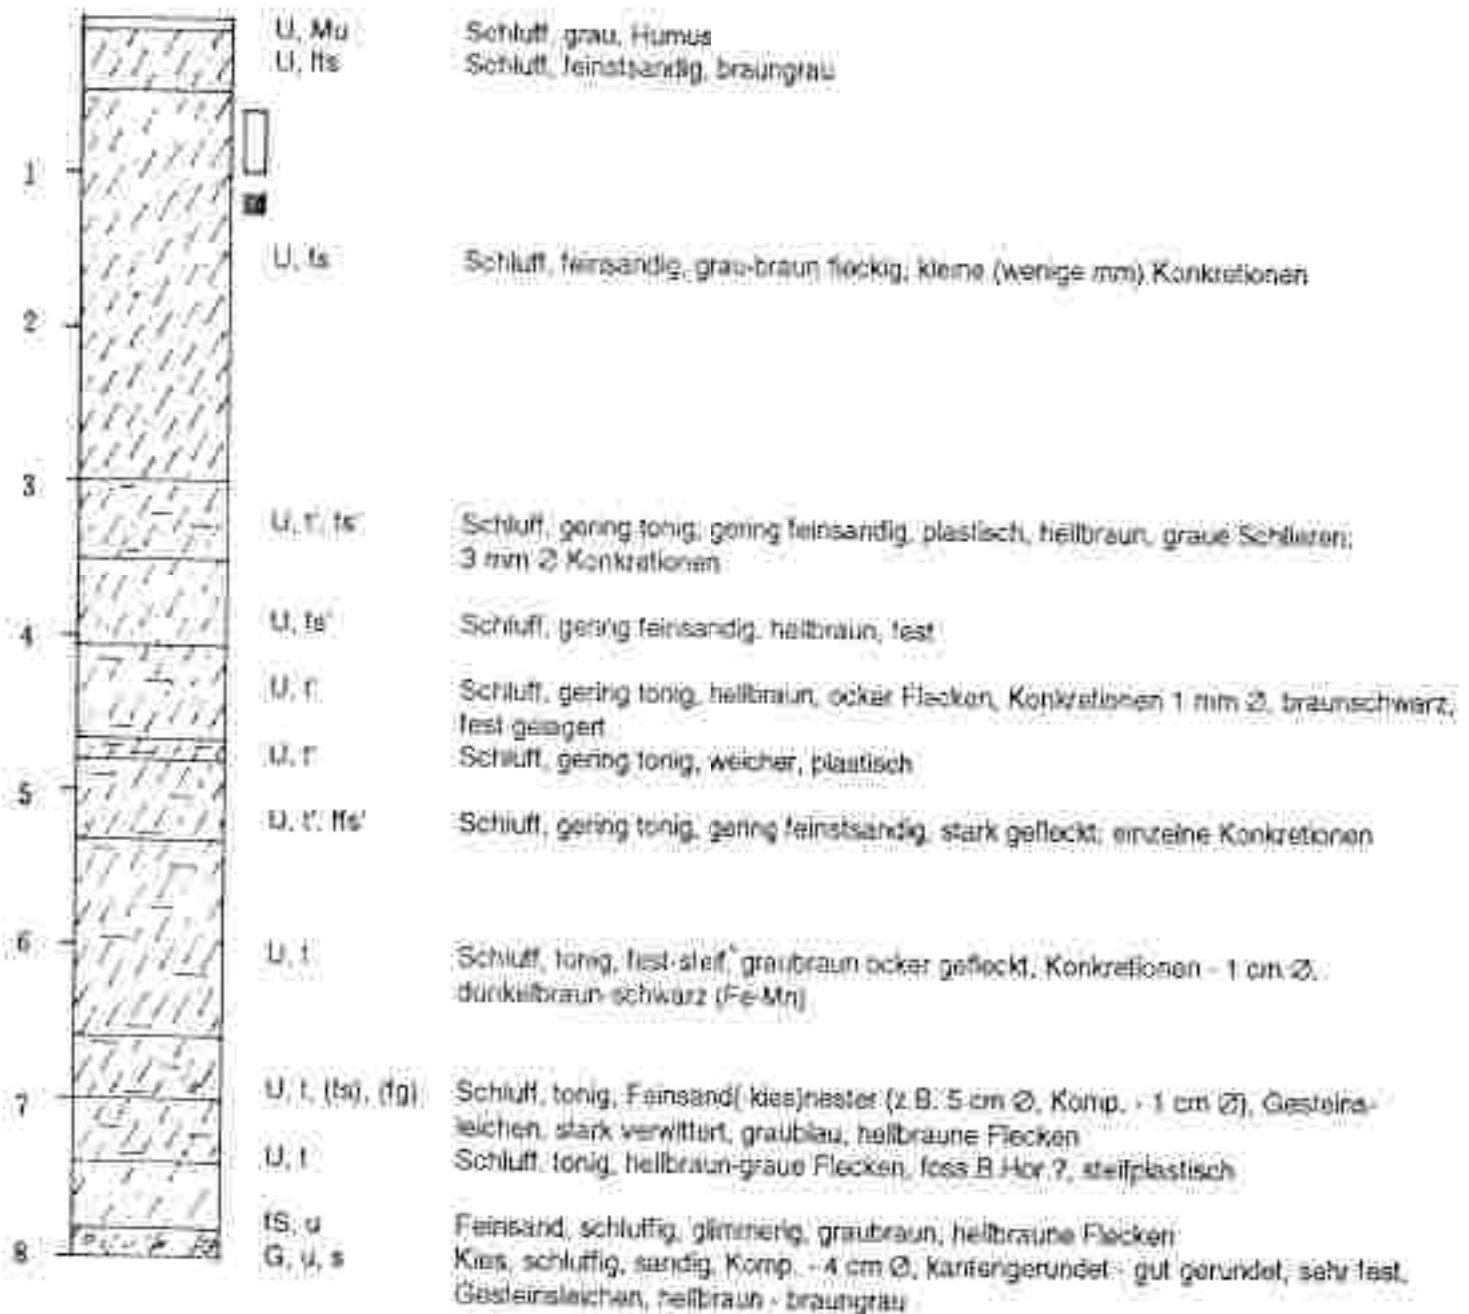 U, Mu Schluff, grau, Humus
U, ffs Schluff, feinstsandig, braungrau
1
U, fs Schluff, feinsandig, grau-braun fleckig, kleine (wenige mm) Konkretionen
2
3
U, t', fs' Schluff, gering tonig, gering feinsandig, plastisch, hellbraun, graue Schlieren;
3 mm Ø Konkretionen
4
U, fs' Schluff, gering feinsandig, hellbraun, fest
U, t' Schluff, gering tonig, hellbraun, ocker Flecken, Konkretionen 1 mm Ø, braunschwarz,
fest gelagert
U, t' Schluff, gering tonig, weicher, plastisch
5
U, t', ffs' Schluff, gering tonig, gering feinstsandig, stark gefleckt, einzelne Konkretionen
6
U, t Schluff, tonig, fest-steif, graubraun ocker gefleckt, Konkretionen - 1 cm Ø,
dunkelbraun-schwarz (Fe-Mn)
7
U, t, (fs), (fg) Schluff, tonig, Feinsand(-kies)nester (z.B. 5 cm Ø, Komp. - 1 cm Ø), Gesteins-
leichen, stark verwittert, graublau, hellbraune Flecken
U, t Schluff, tonig, hellbraun-graue Flecken, foss.B.Hor.?, steifplastisch
fS, u Feinsand, schluffig, glimmerig, graubraun, hellbraune Flecken
8
G, u, s Kies, schluffig, sandig, Komp. - 4 cm Ø, kantengerundet - gut gerundet, sehr fest,
Gesteinsleichen, hellbraun - braungrau